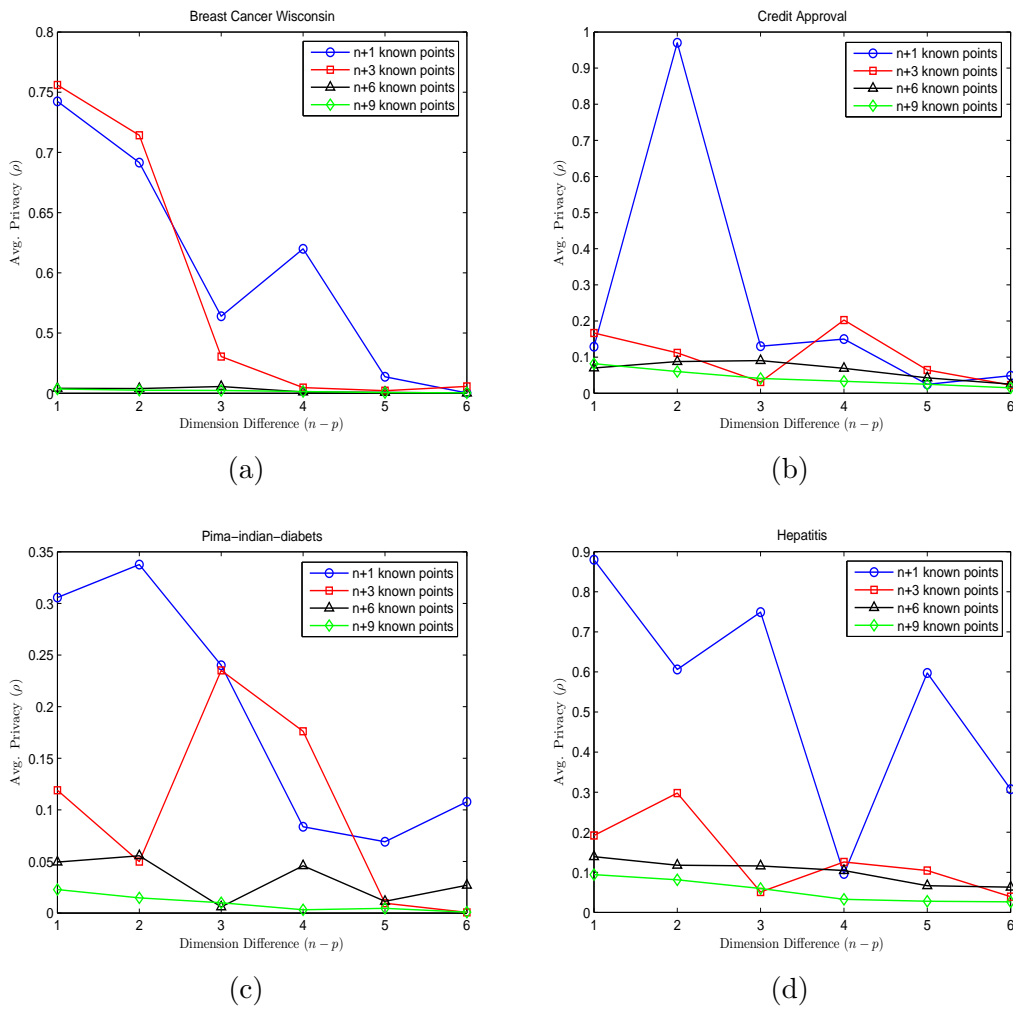 Breast Cancer Wisconsin
0.8
0.75
0.7
0.65
0.6
0.5
0
Avg. Privacy (ρ)
n+1 known points
n+3 known points
n+6 known points
n+9 known points
1 2 3 4 5 6
Dimension Difference (n − p)
(a)
Credit Approval
1
0.9
0.8
0.7
0.6
0.5
0.4
0.3
0.2
0.1
0
Avg. Privacy (ρ)
n+1 known points
n+3 known points
n+6 known points
n+9 known points
1 2 3 4 5 6
Dimension Difference (n − p)
(b)
Pima−indian−diabets
0.35
0.3
0.25
0.2
0.15
0.1
0.05
0
Avg. Privacy (ρ)
n+1 known points
n+3 known points
n+6 known points
n+9 known points
1 2 3 4 5 6
Dimension Difference (n − p)
(c)
Hepatitis
0.9
0.8
0.7
0.6
0.5
0.4
0.3
0.2
0.1
0
Avg. Privacy (ρ)
n+1 known points
n+3 known points
n+6 known points
n+9 known points
1 2 3 4 5 6
Dimension Difference (n − p)
(d)